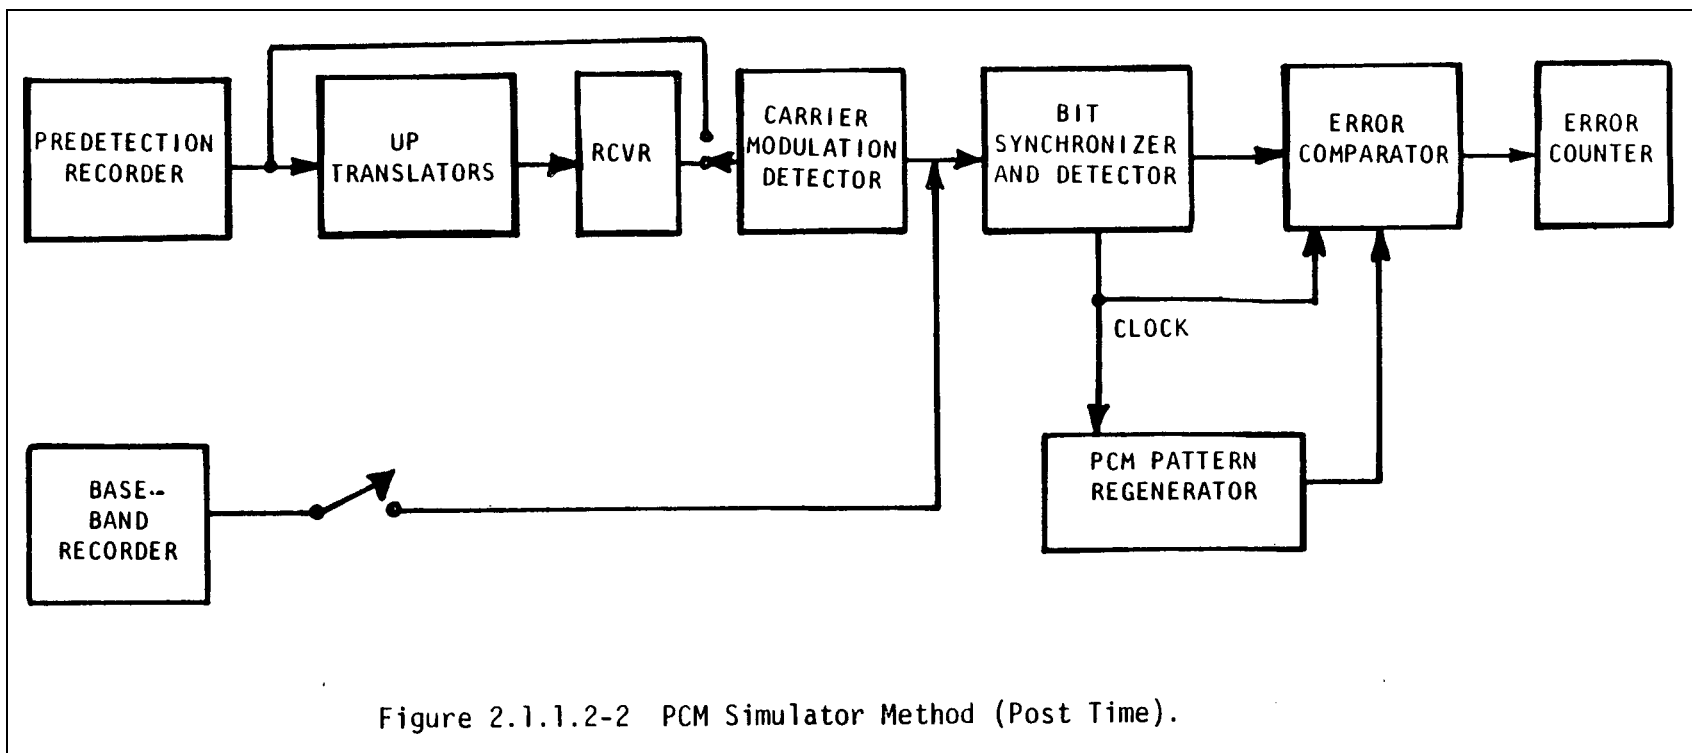 PREDETECTION
RECORDER
UP
TRANSLATORS
RCVR
CARRIER
MODULATION
DETECTOR
BIT
SYNCHRONIZER
AND DETECTOR
ERROR
COMPARATOR
ERROR
COUNTER
CLOCK
PCM PATTERN
REGENERATOR
BASE-
BAND
RECORDER
Figure 2.1.1.2-2 PCM Simulator Method (Post Time).